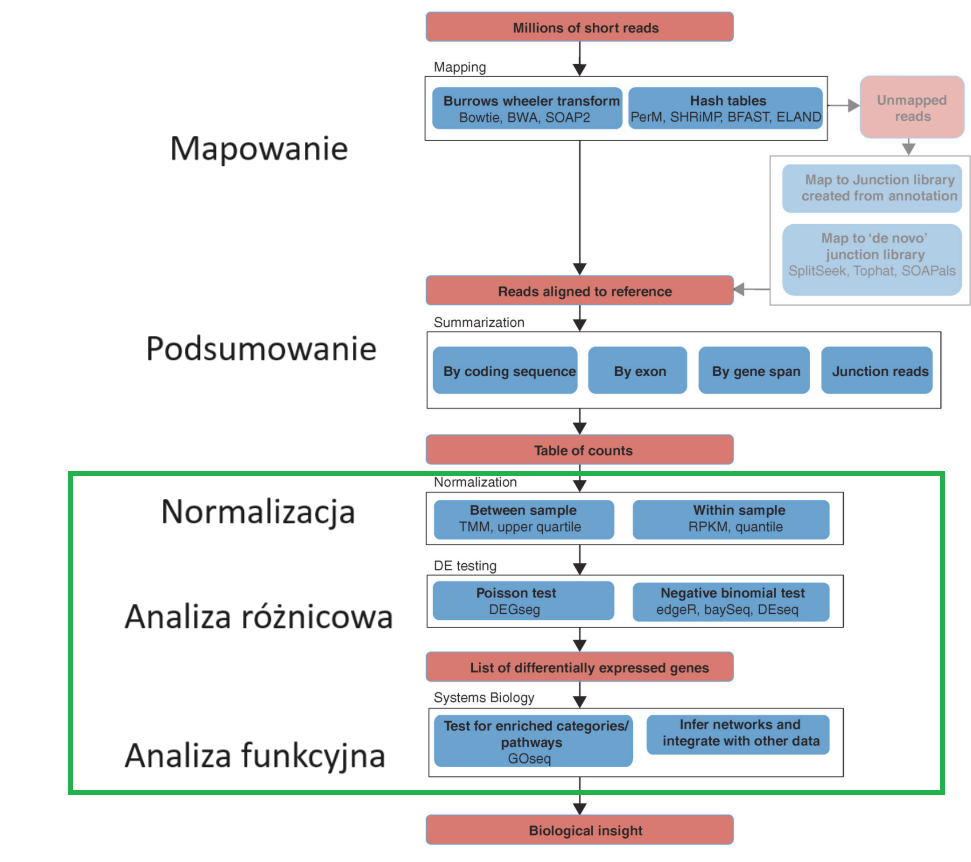 Millions of short reads
Mapping
Burrows wheeler transform
Bowtie, BWA, SOAP2
Hash tables
PerM, SHRiMP, BFAST, ELAND
Unmapped
reads
Mapowanie
Map to Junction library
created from annotation
Map to ‘de novo’
junction library
SplitSeek, Tophat, SOAPals
Reads aligned to reference
Summarization
Podsumowanie
By coding sequence
By exon
By gene span
Junction reads
Table of counts
Normalization
Normalizacja
Between sample
TMM, upper quartile
Within sample
RPKM, quantile
DE testing
Analiza różnicowa
Poisson test
DEGseg
Negative binomial test
edgeR, baySeq, DEseq
List of differentially expressed genes
Systems Biology
Analiza funkcyjna
Test for enriched categories/
pathways
GOseq
Infer networks and
integrate with other data
Biological insight